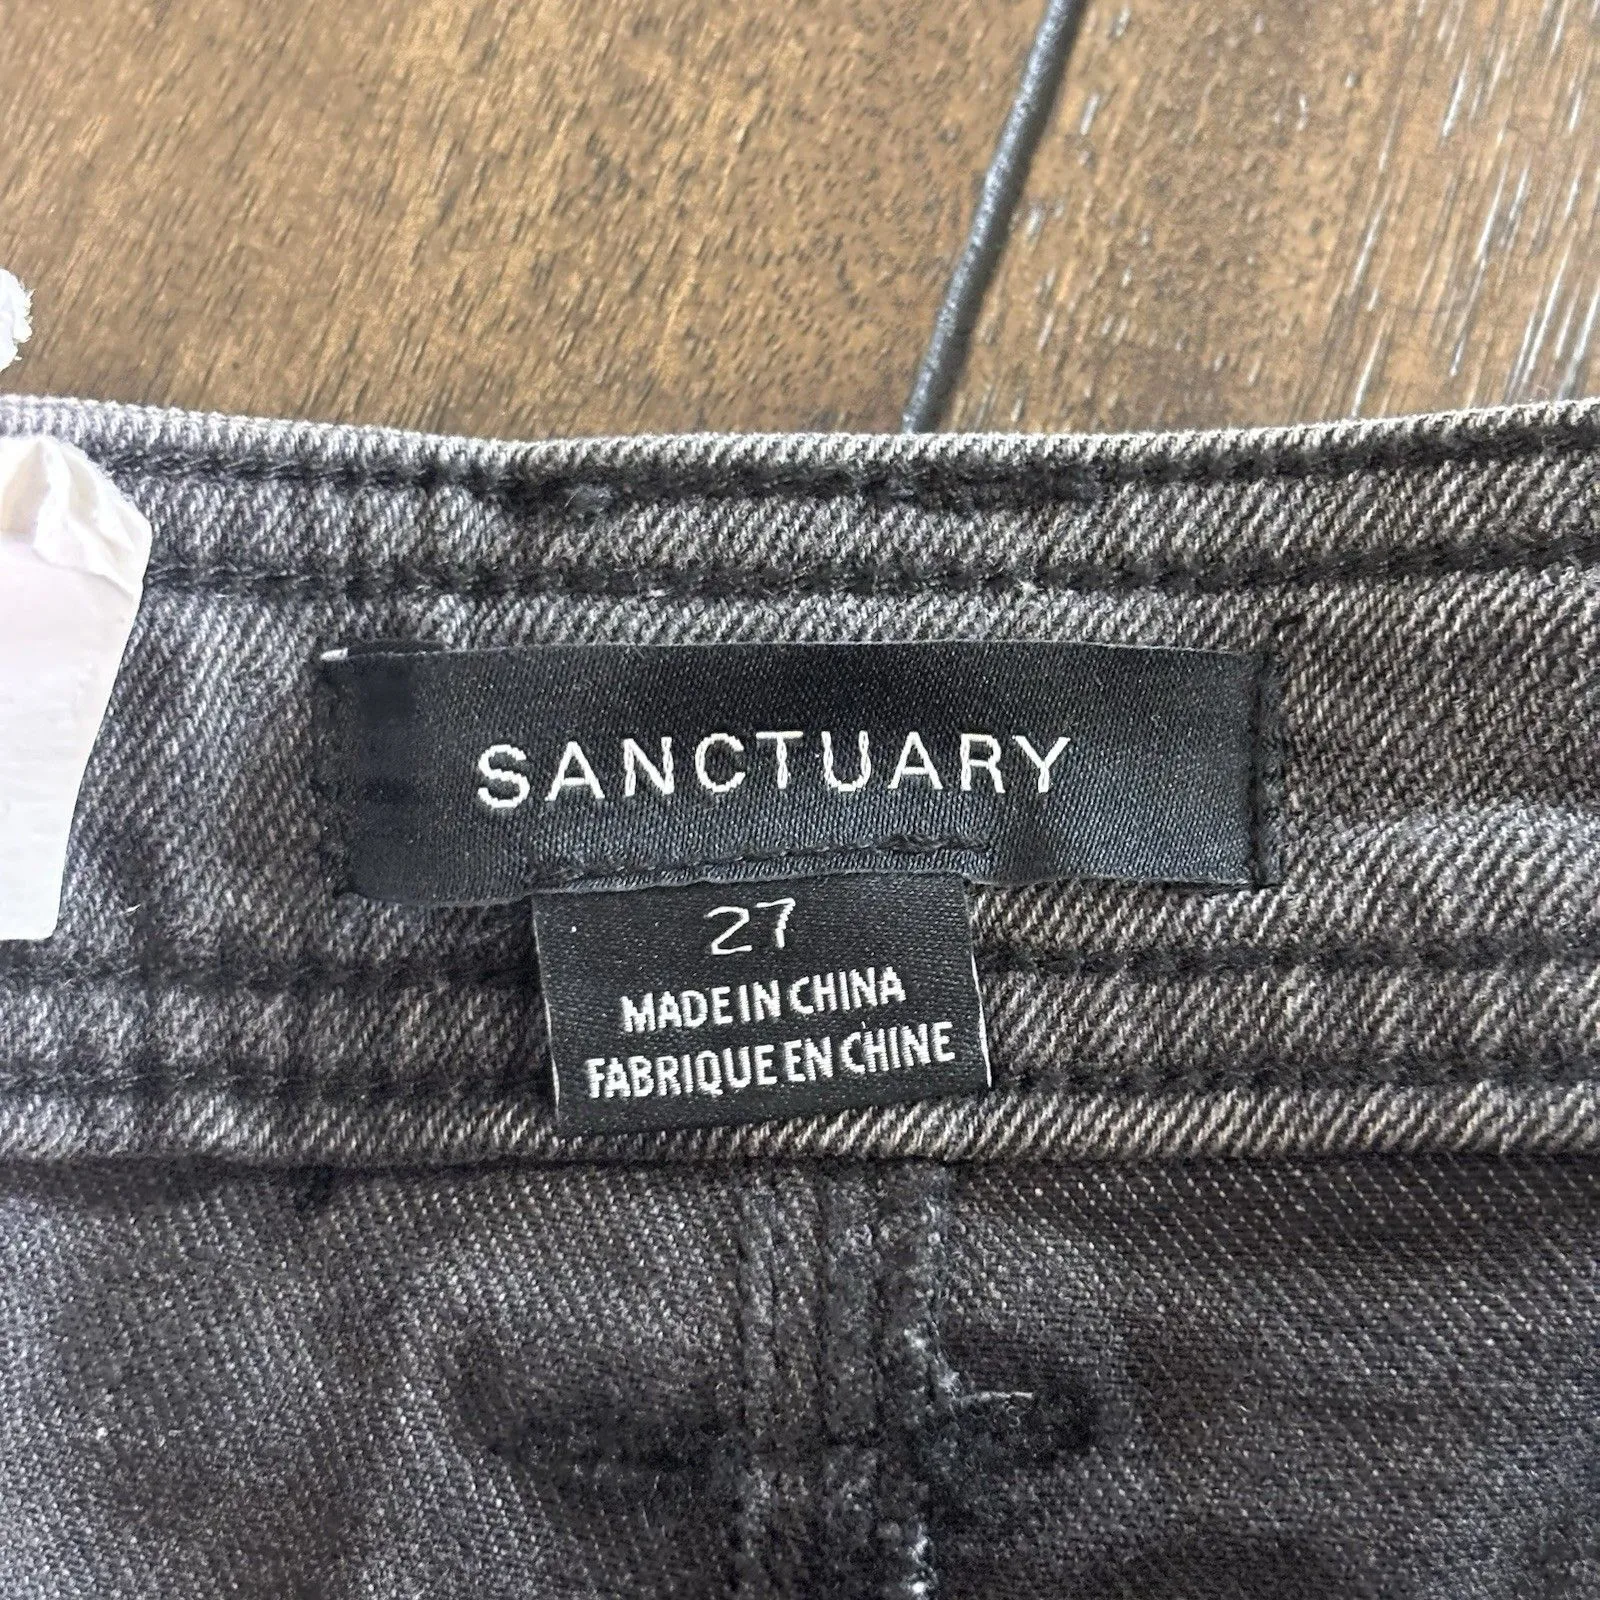 SANCTUARY
27
MADE IN CHINA
FABRIQUE EN CHINE